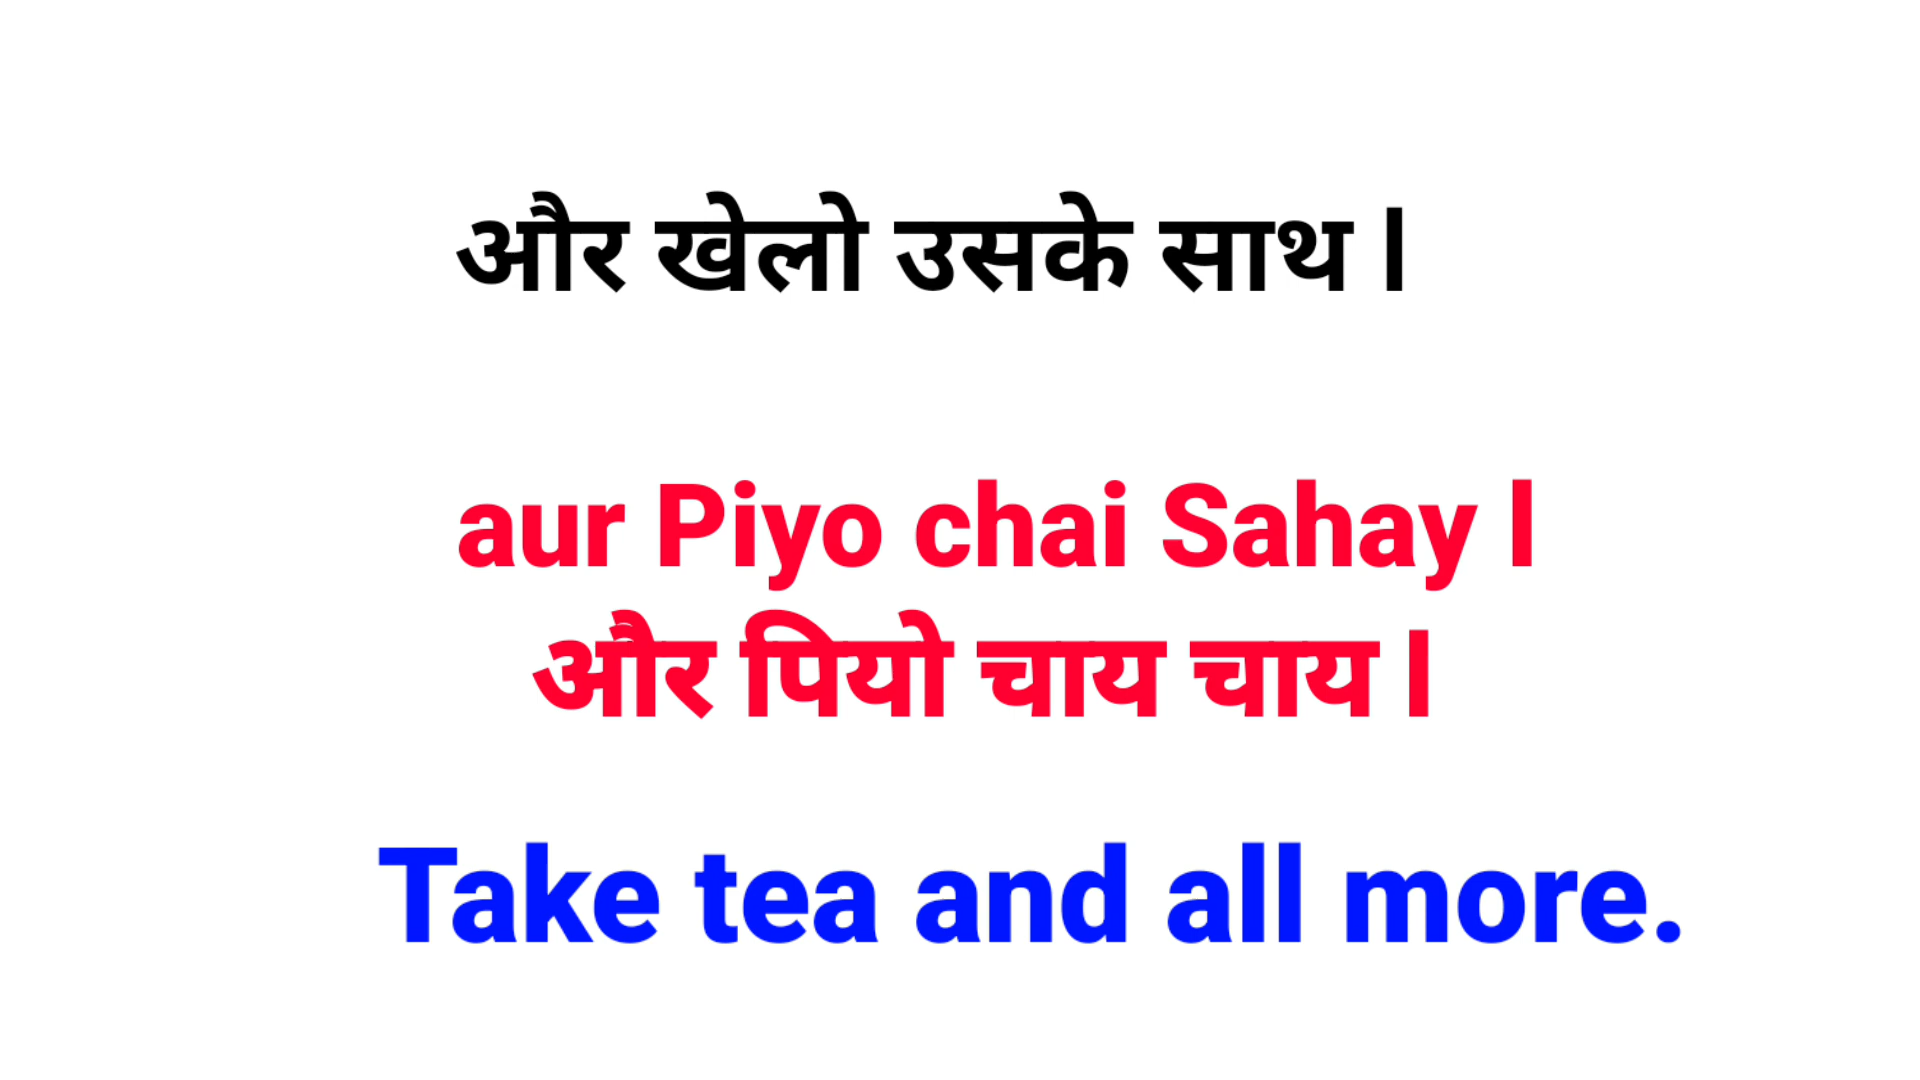 और खेलो उसके साथ l
aur Piyo chai Sahay l
और पियो चाय चाय l
Take tea and all more.